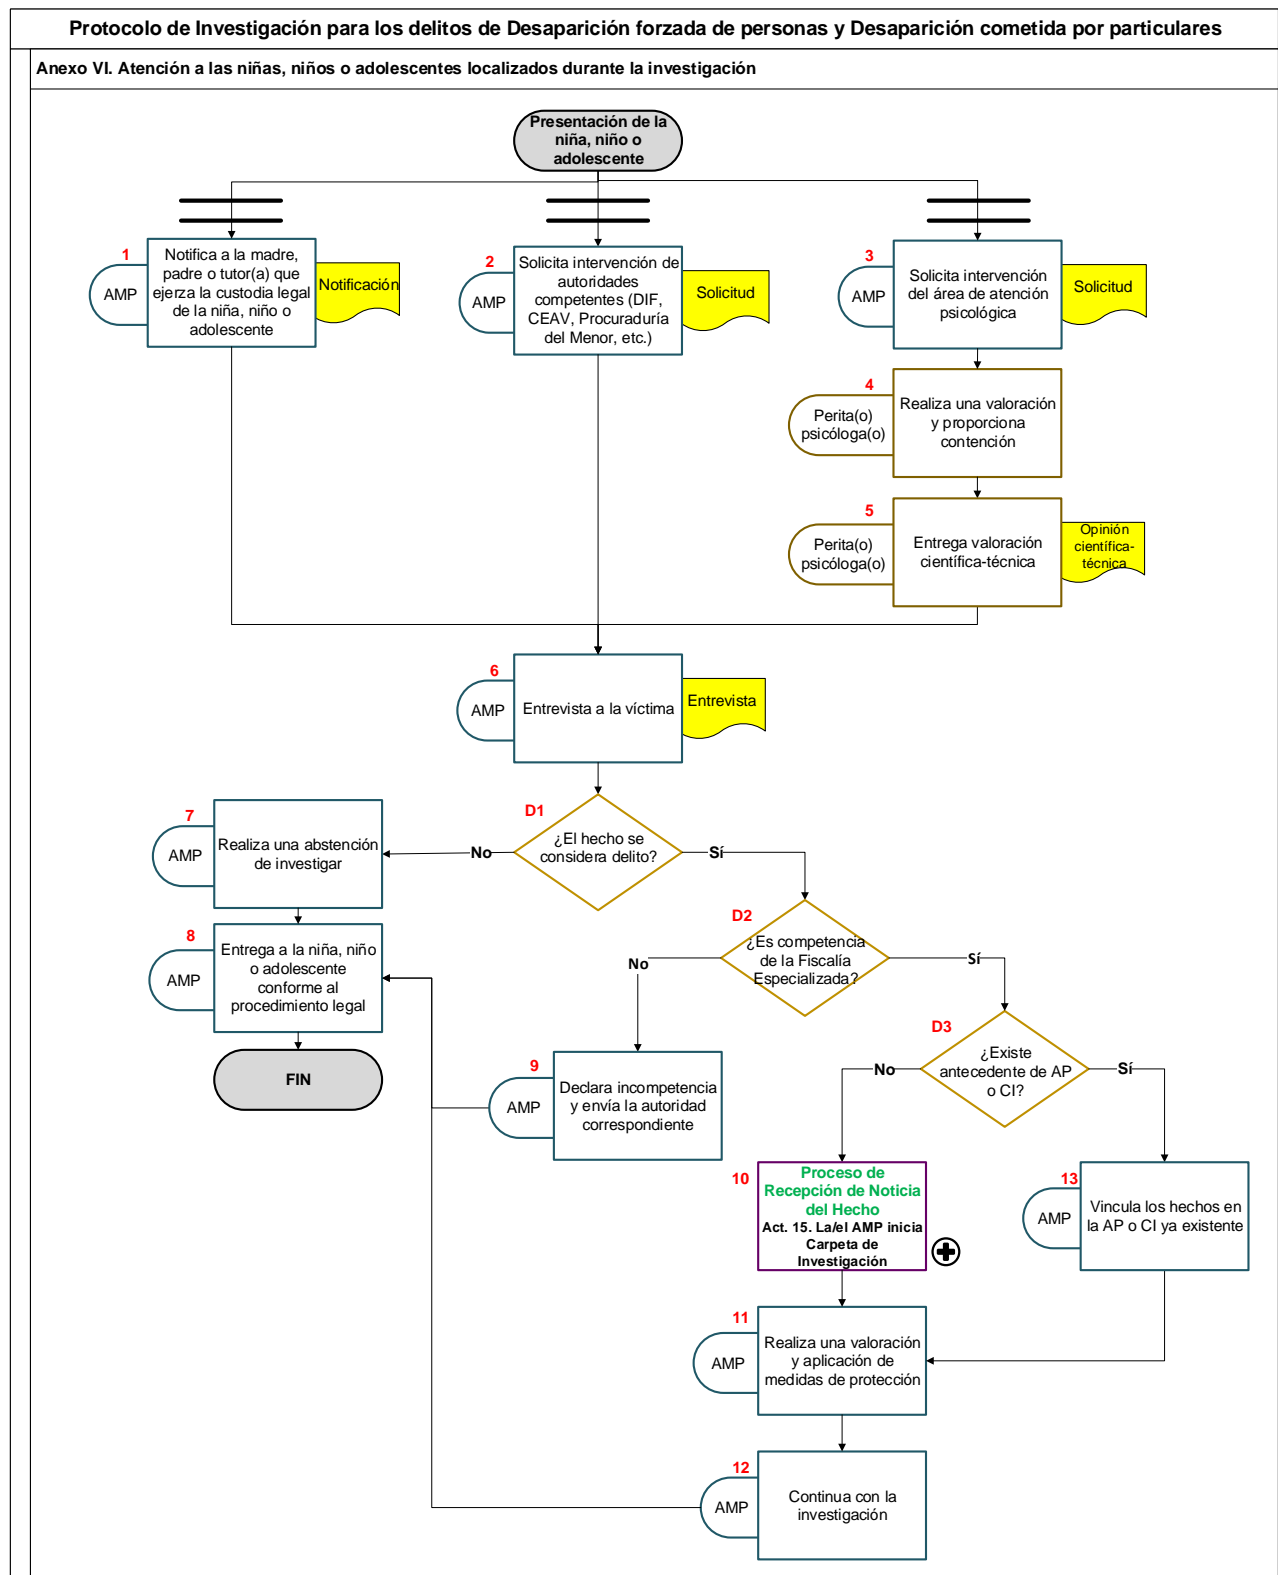 Protocolo de Investigación para los delitos de Desaparición forzada de personas y Desaparición cometida por particulares
Anexo VI. Atención a las niñas, niños o adolescentes localizados durante la investigación
Presentación de la
niña, niño o
adolescente
1
AMP
Notifica a la madre,
padre o tutor(a) que
ejerza la custodia legal
de la niña, niño o
adolescente
Notificación
2
AMP
Solicita intervención de
autoridades
competentes (DIF,
CEAV, Procuraduría
del Menor, etc.)
Solicitud
3
AMP
Solicita intervención
del área de atención
psicológica
Solicitud
4
Perita(o)
psicóloga(o)
Realiza una valoración
y proporciona
contención
5
Perita(o)
psicóloga(o)
Entrega valoración
científica-técnica
Opinión
científica-
técnica
6
AMP
Entrevista a la víctima
Entrevista
D1
¿El hecho se
considera delito?
No
Sí
7
AMP
Realiza una abstención
de investigar
8
AMP
Entrega a la niña, niño
o adolescente
conforme al
procedimiento legal
FIN
D2
¿Es competencia
de la Fiscalía
Especializada?
No
Sí
9
AMP
Declara incompetencia
y envía la autoridad
correspondiente
D3
¿Existe
antecedente de AP
o CI?
No
Sí
10
Proceso de
Recepción de Noticia
del Hecho
Act. 15. La/el AMP inicia
Carpeta de
Investigación
13
AMP
Vincula los hechos en
la AP o CI ya existente
11
AMP
Realiza una valoración
y aplicación de
medidas de protección
12
AMP
Continua con la
investigación